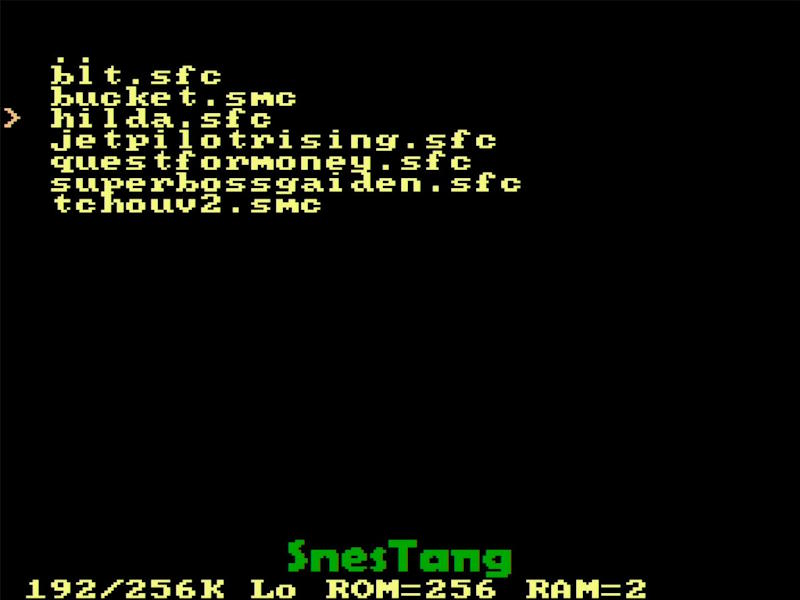 ..
bit.sfc
bucket.smc
> hilda.sfc
jetpilotrising.sfc
questformoney.sfc
superbossgaiden.sfc
tchouv2.smc
SnesTang
192/256K Lo ROM=256 RAM=2